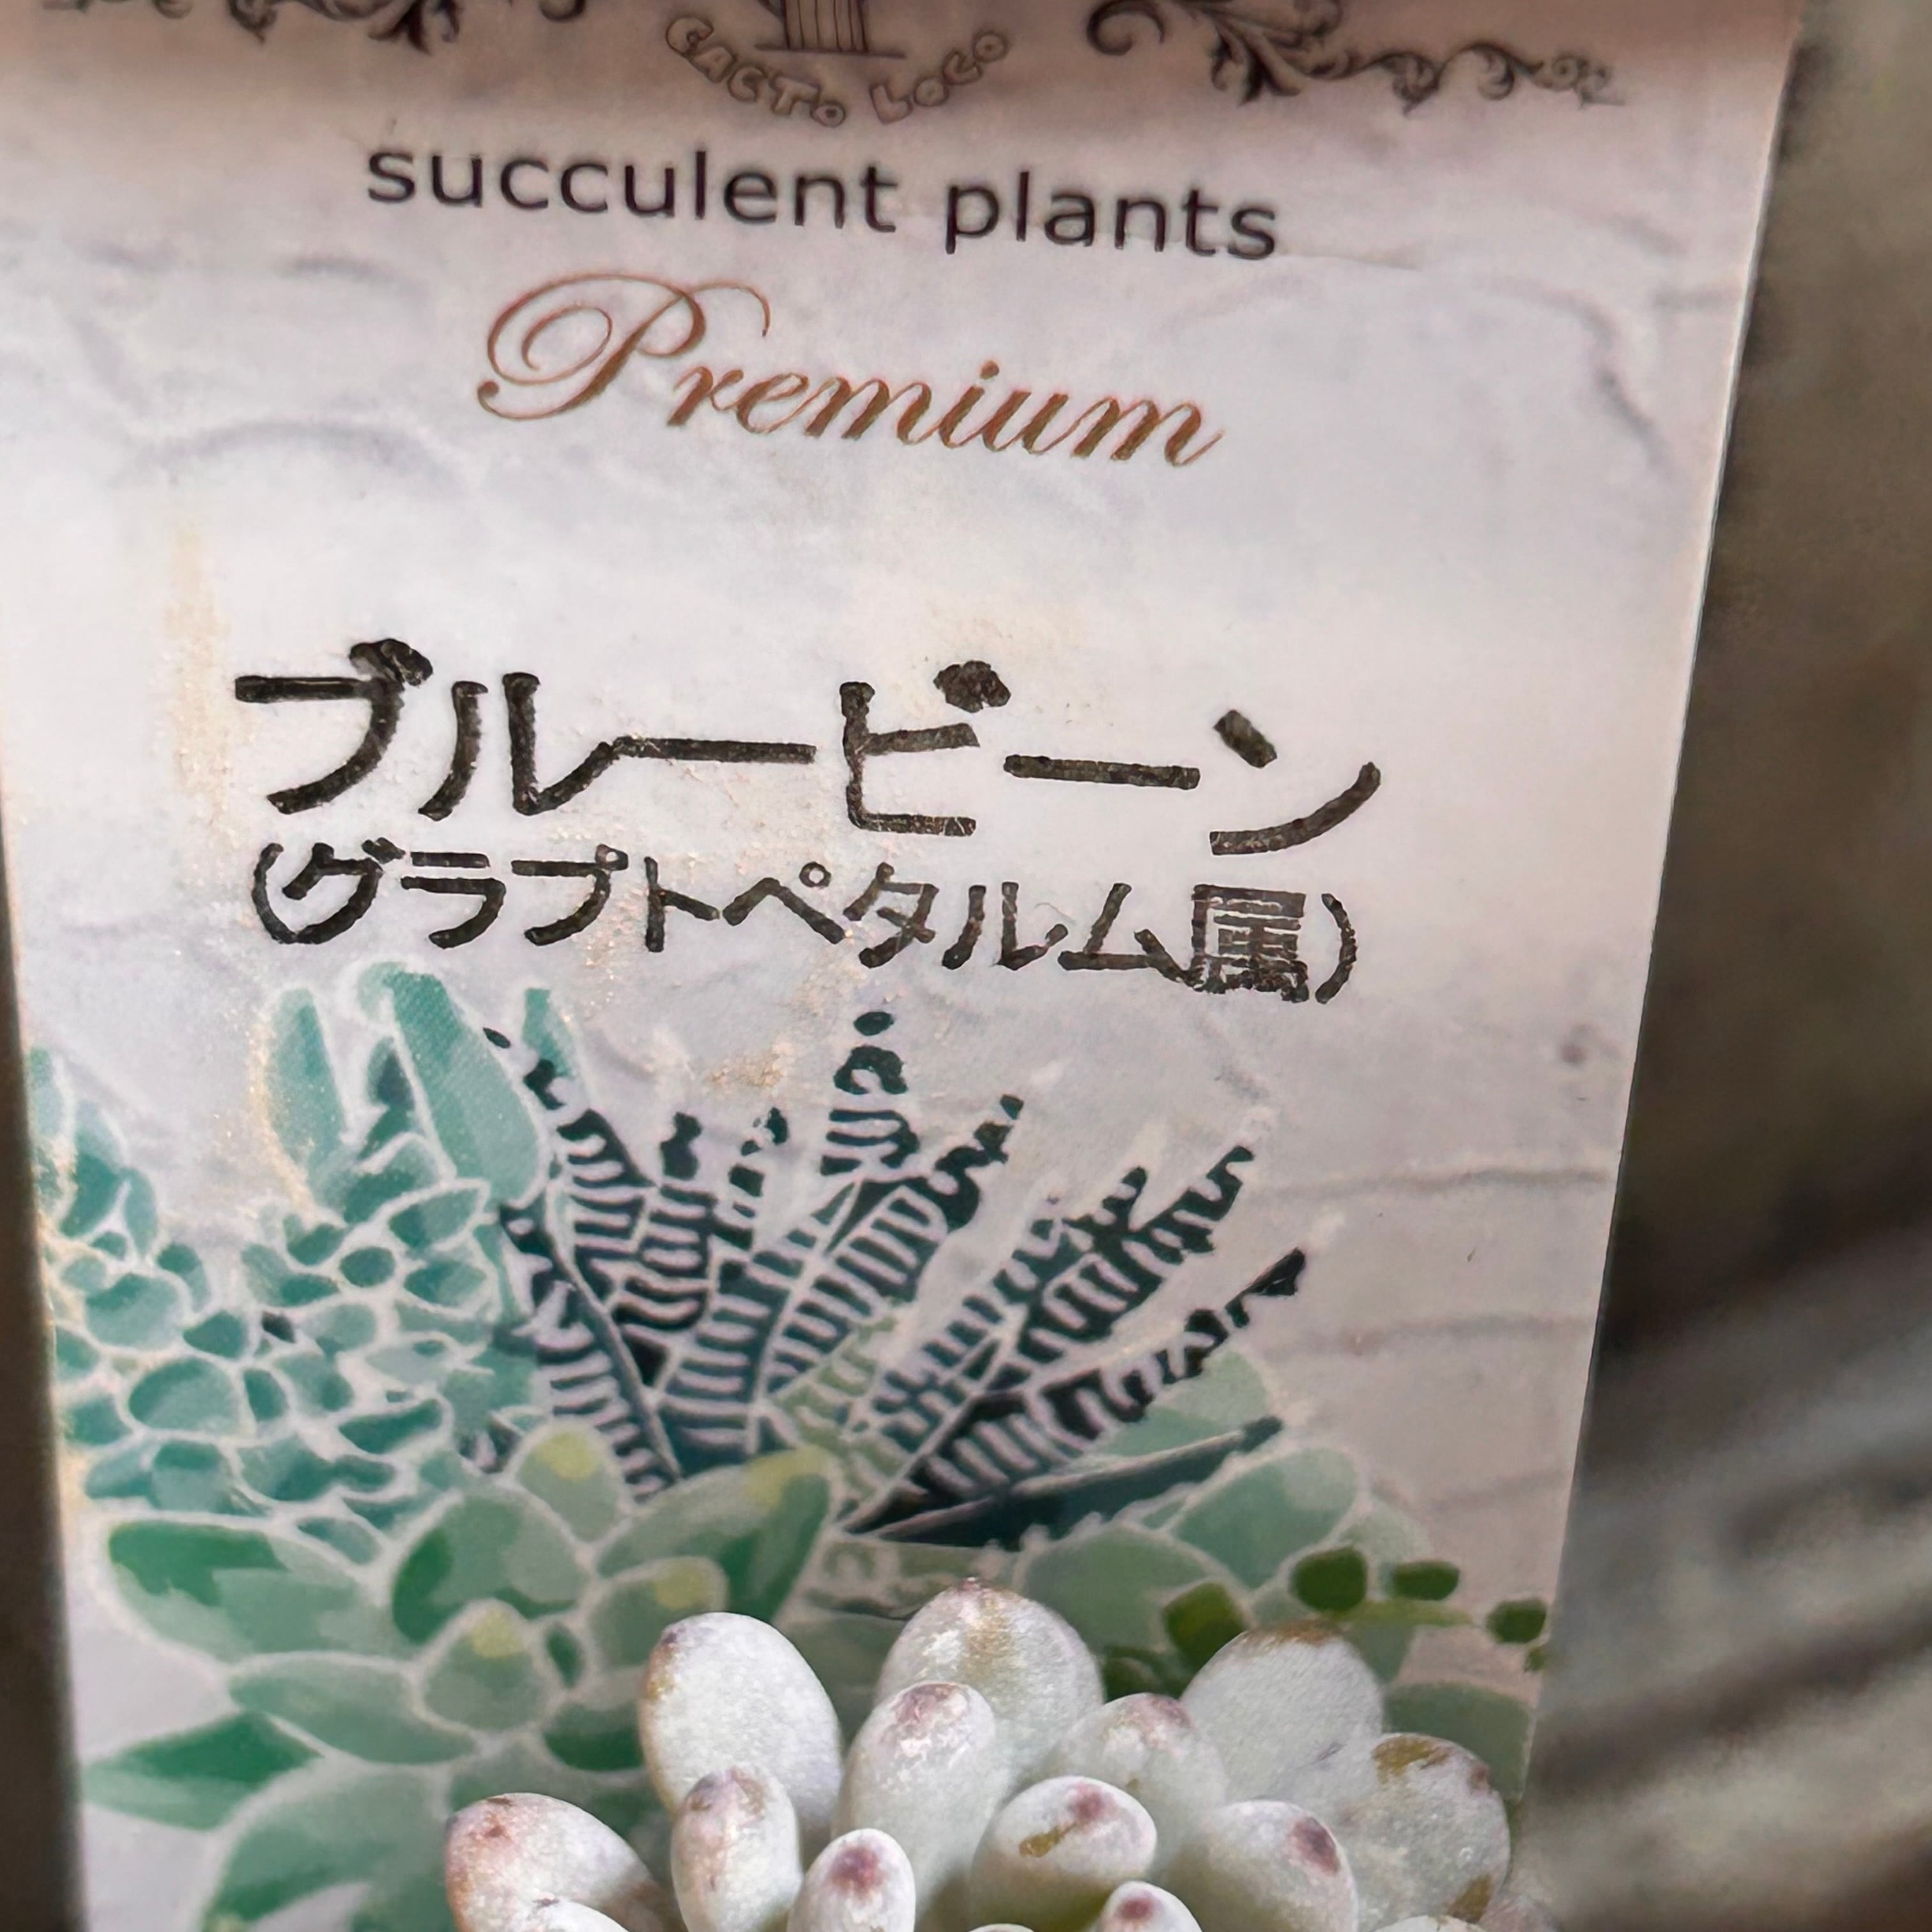 CACTO LOCO
succulent plants
Premium
ブルービーン
(グラプトペタルム属)